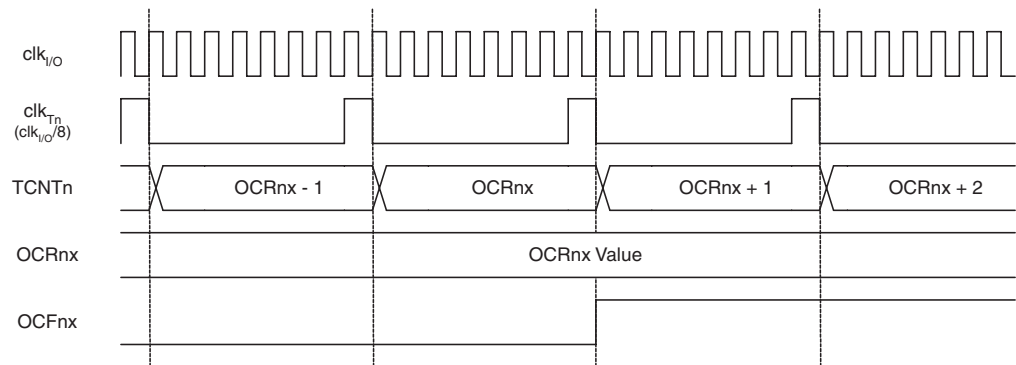 clkI/O
clkTn
(clkI/O/8)
TCNTn
OCRnx - 1
OCRnx
OCRnx + 1
OCRnx + 2
OCRnx
OCRnx Value
OCFnx